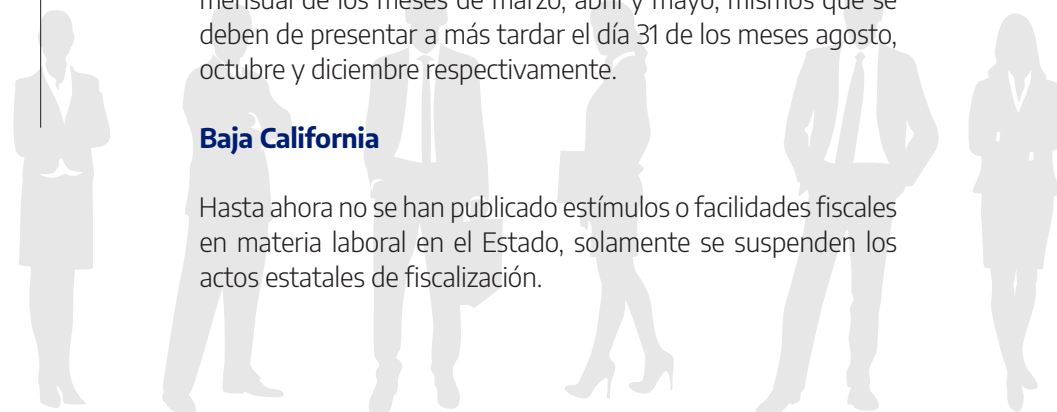 mensual de los meses de marzo, abril y mayo, mismos que se
deben de presentar a más tardar el día 31 de los meses agosto,
octubre y diciembre respectivamente.
Baja California
Hasta ahora no se han publicado estímulos o facilidades fiscales
en materia laboral en el Estado, solamente se suspenden los
actos estatales de fiscalización.